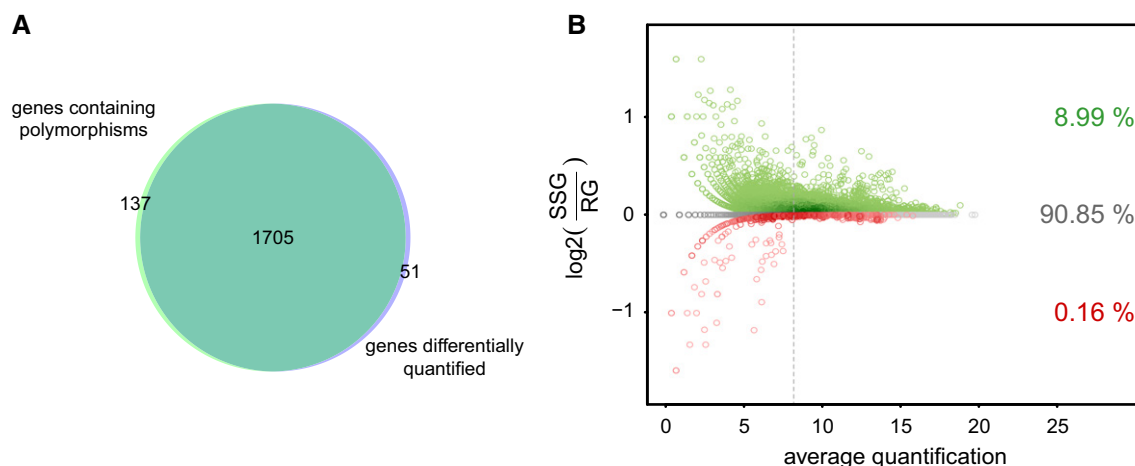 A
genes containing
polymorphisms
137
1705
51
genes differentially
quantified
B
log2(SSG/RG)
1
0
−1
8.99 %
90.85 %
0.16 %
0 5 10 15 20 25
average quantification